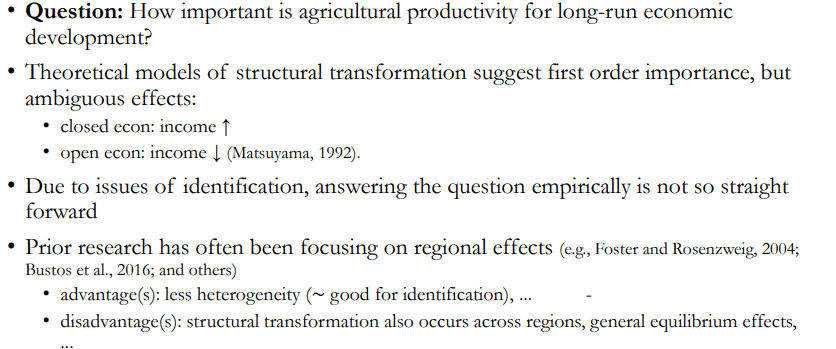 • Question: How important is agricultural productivity for long-run economic
development?
• Theoretical models of structural transformation suggest first order importance, but
ambiguous effects:
• closed econ: income ↑
• open econ: income ↓ (Matsuyama, 1992).
• Due to issues of identification, answering the question empirically is not so straight
forward
• Prior research has often been focusing on regional effects (e.g., Foster and Rosenzweig, 2004;
Bustos et al., 2016; and others)
• advantage(s): less heterogeneity (~ good for identification), ... -
• disadvantage(s): structural transformation also occurs across regions, general equilibrium effects,
...